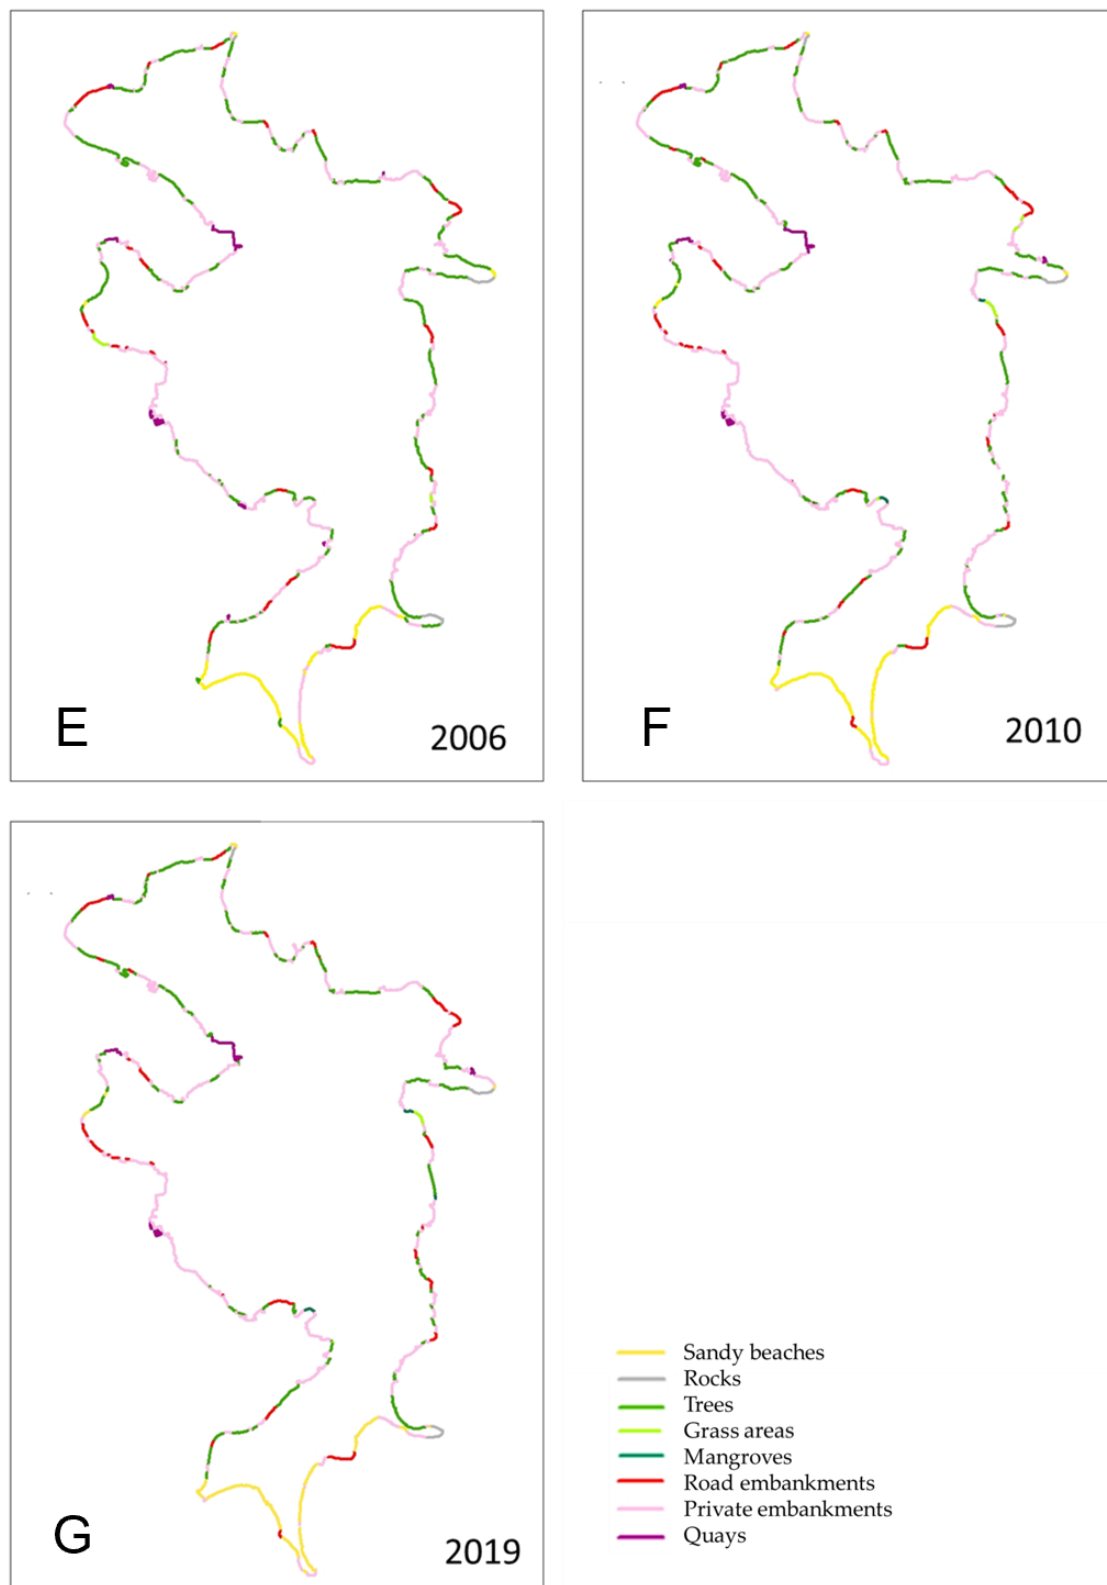 E
2006
F
2010
G
2019
Sandy beaches
Rocks
Trees
Grass areas
Mangroves
Road embankments
Private embankments
Quays